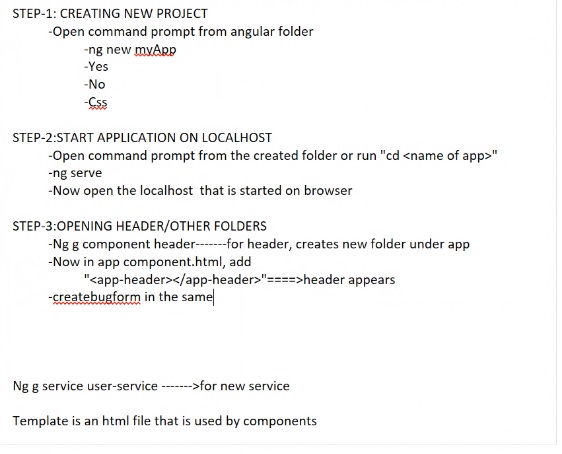 STEP-1: CREATING NEW PROJECT
-Open command prompt from angular folder
-ng new myApp
-Yes
-No
-Css
STEP-2:START APPLICATION ON LOCALHOST
-Open command prompt from the created folder or run "cd <name of app>"
-ng serve
-Now open the localhost  that is started on browser
STEP-3:OPENING HEADER/OTHER FOLDERS
-Ng g component header-------for header, creates new folder under app
-Now in app component.html, add
"<app-header></app-header>"====>header appears
-createbugform in the same
Ng g service user-service ------->for new service
Template is an html file that is used by components